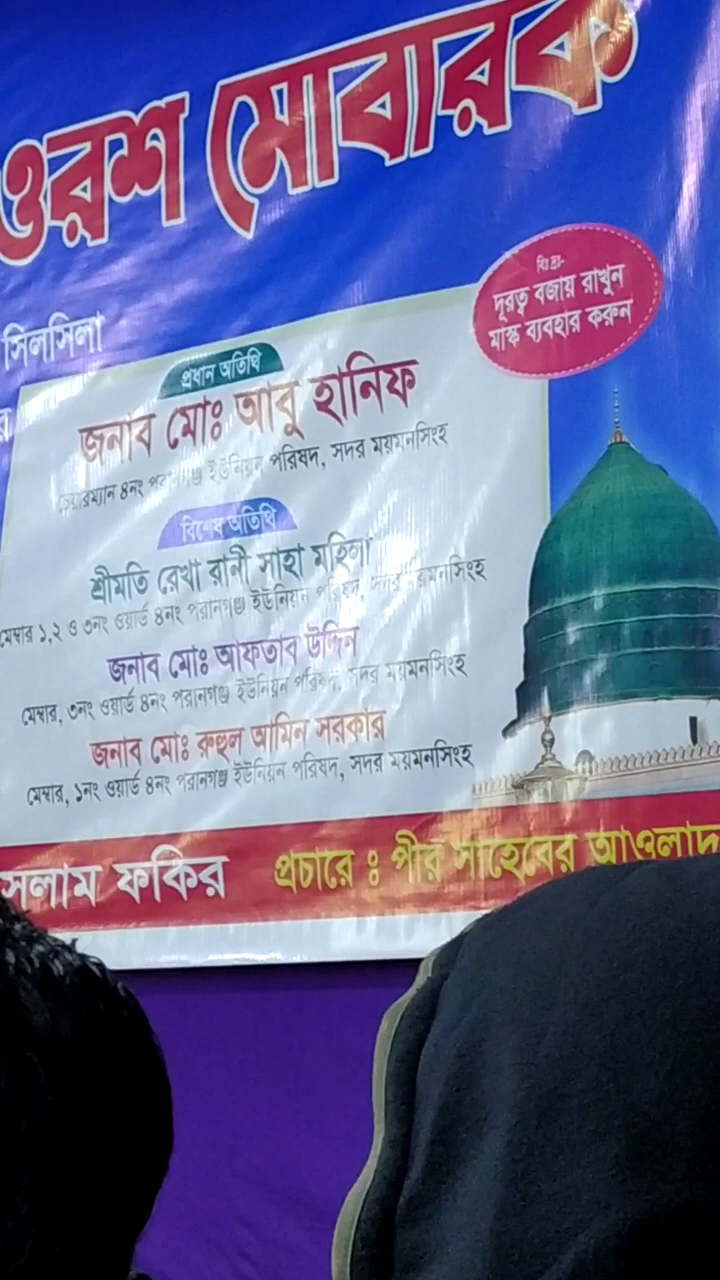 ওরশ মোবারক
বিঃ দ্রঃ-
দূরত্ব বজায় রাখুন
মাস্ক ব্যবহার করুন
সিলসিলা
প্রধান অতিথি
জনাব মোঃ আবু হানিফ
চেয়ারম্যান ৪নং পরানগঞ্জ ইউনিয়ন পরিষদ, সদর ময়মনসিংহ
বিশেষ অতিথি
শ্রীমতি রেখা রানী সাহা মহিলা
মেম্বার ১,২ ও ৩নং ওয়ার্ড ৪নং পরানগঞ্জ ইউনিয়ন পরিষদ, সদর ময়মনসিংহ
জনাব মোঃ আফতাব উদ্দিন
মেম্বার, ৩নং ওয়ার্ড ৪নং পরানগঞ্জ ইউনিয়ন পরিষদ, সদর ময়মনসিংহ
জনাব মোঃ রুহুল আমিন সরকার
মেম্বার, ১নং ওয়ার্ড ৪নং পরানগঞ্জ ইউনিয়ন পরিষদ, সদর ময়মনসিংহ
সলাম ফকির প্রচারে : পীর সাহেবের আওলাদ